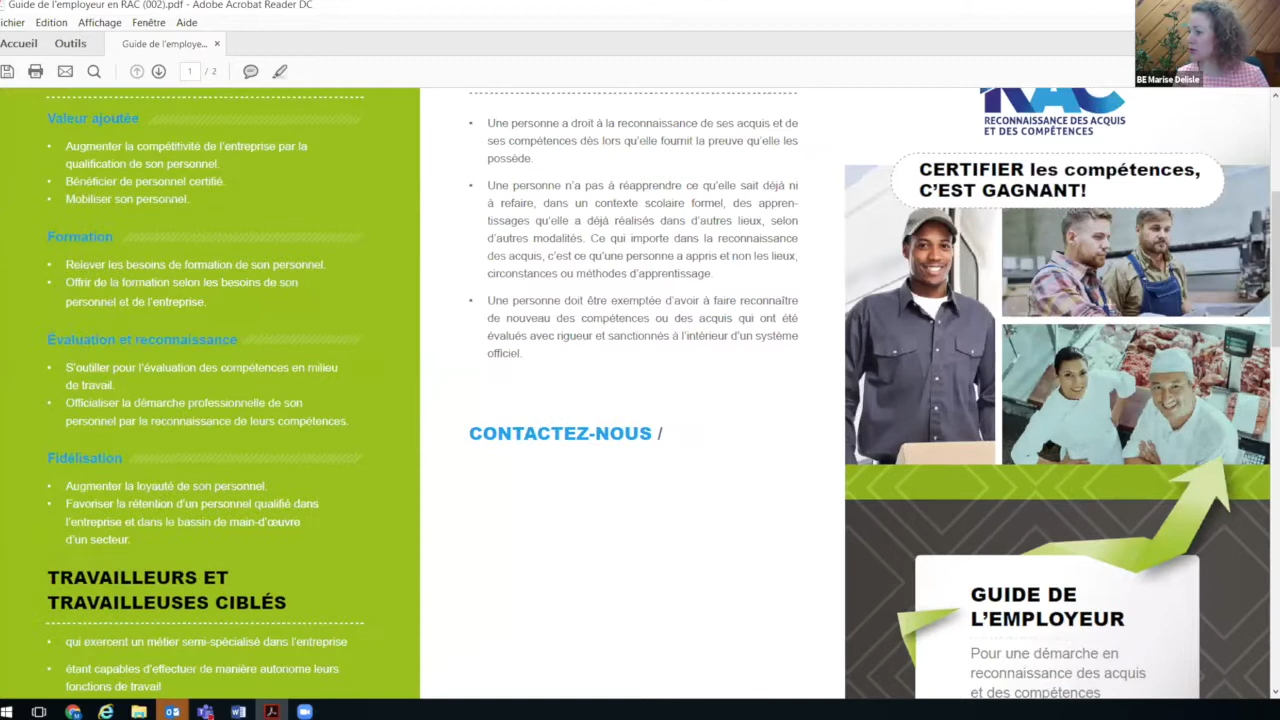 Guide de l'employeur en RAC (002).pdf - Adobe Acrobat Reader DC
ichier Edition Affichage Fenêtre Aide
Accueil Outils Guide de l'employe... ×
1 / 2
BE Marise Delisle
Valeur ajoutée
• Augmenter la compétitivité de l'entreprise par la
qualification de son personnel.
• Bénéficier de personnel certifié.
• Mobiliser son personnel.
Formation
• Relever les besoins de formation de son personnel.
• Offrir de la formation selon les besoins de son
personnel et de l'entreprise.
Évaluation et reconnaissance
• S'outiller pour l'évaluation des compétences en milieu
de travail.
• Officialiser la démarche professionnelle de son
personnel par la reconnaissance de leurs compétences.
Fidélisation
• Augmenter la loyauté de son personnel.
• Favoriser la rétention d'un personnel qualifié dans
l'entreprise et dans le bassin de main-d'œuvre
d'un secteur.
TRAVAILLEURS ET
TRAVAILLEUSES CIBLÉS
• qui exercent un métier semi-spécialisé dans l'entreprise
• étant capables d'effectuer de manière autonome leurs
fonctions de travail
• Une personne a droit à la reconnaissance de ses acquis et de
ses compétences dès lors qu'elle fournit la preuve qu'elle les
possède.
• Une personne n'a pas à réapprendre ce qu'elle sait déjà ni
à refaire, dans un contexte scolaire formel, des appren-
tissages qu'elle a déjà réalisés dans d'autres lieux, selon
d'autres modalités. Ce qui importe dans la reconnaissance
des acquis, c'est ce qu'une personne a appris et non les lieux,
circonstances ou méthodes d'apprentissage.
• Une personne doit être exemptée d'avoir à faire reconnaître
de nouveau des compétences ou des acquis qui ont été
évalués avec rigueur et sanctionnés à l'intérieur d'un système
officiel.
CONTACTEZ-NOUS /
RAC
RECONNAISSANCE DES ACQUIS
ET DES COMPÉTENCES
CERTIFIER les compétences,
C'EST GAGNANT!
GUIDE DE
L'EMPLOYEUR
Pour une démarche en
reconnaissance des acquis
et des compétences